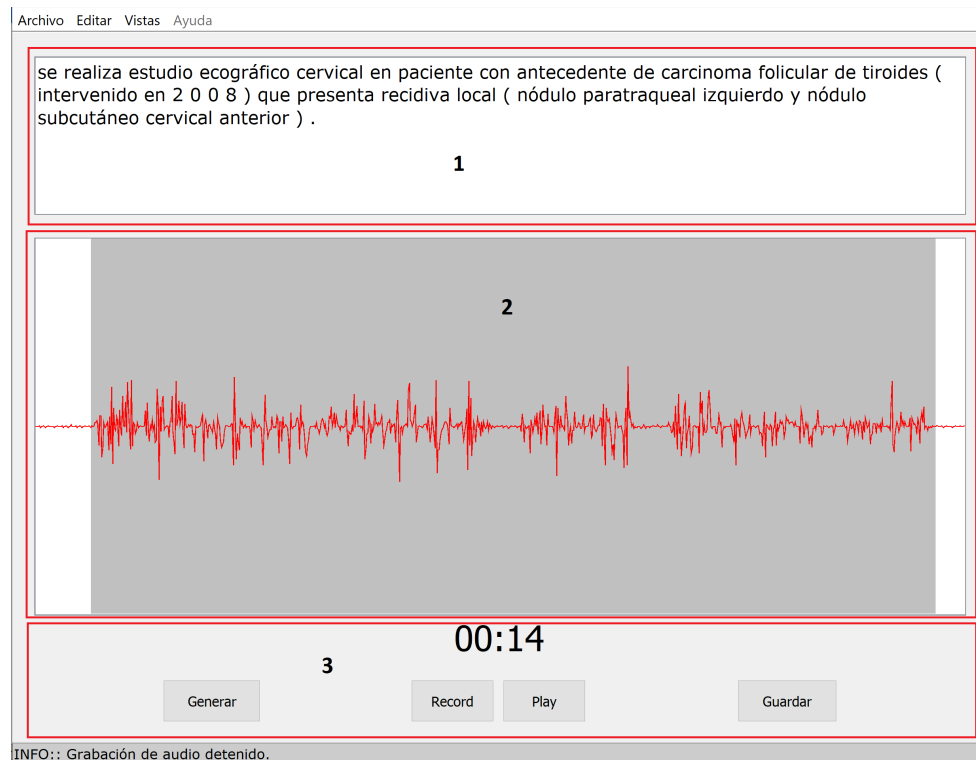 Archivo Editar Vistas Ayuda
se realiza estudio ecográfico cervical en paciente con antecedente de carcinoma folicular de tiroides (
intervenido en 2 0 0 8 ) que presenta recidiva local ( nódulo paratraqueal izquierdo y nódulo
subcutáneo cervical anterior ) .
1
2
00:14
3
Generar Record Play Guardar
INFO:: Grabación de audio detenido.